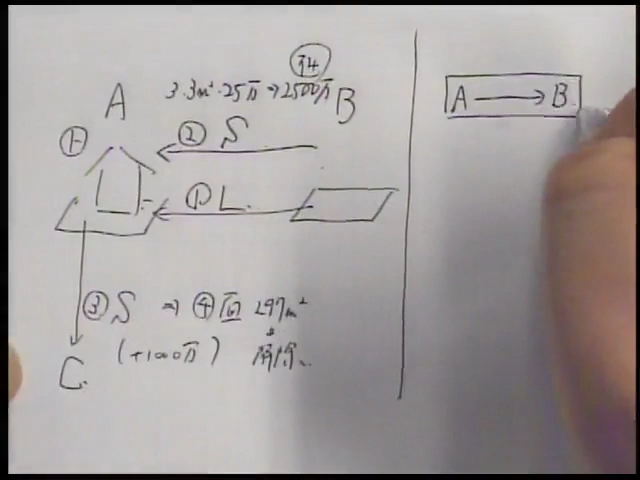 A 3.3m²・25万→2500万 B
A → B
① ② S
① L
③ S ⇒ ④ 297m²
(+1000万)
C